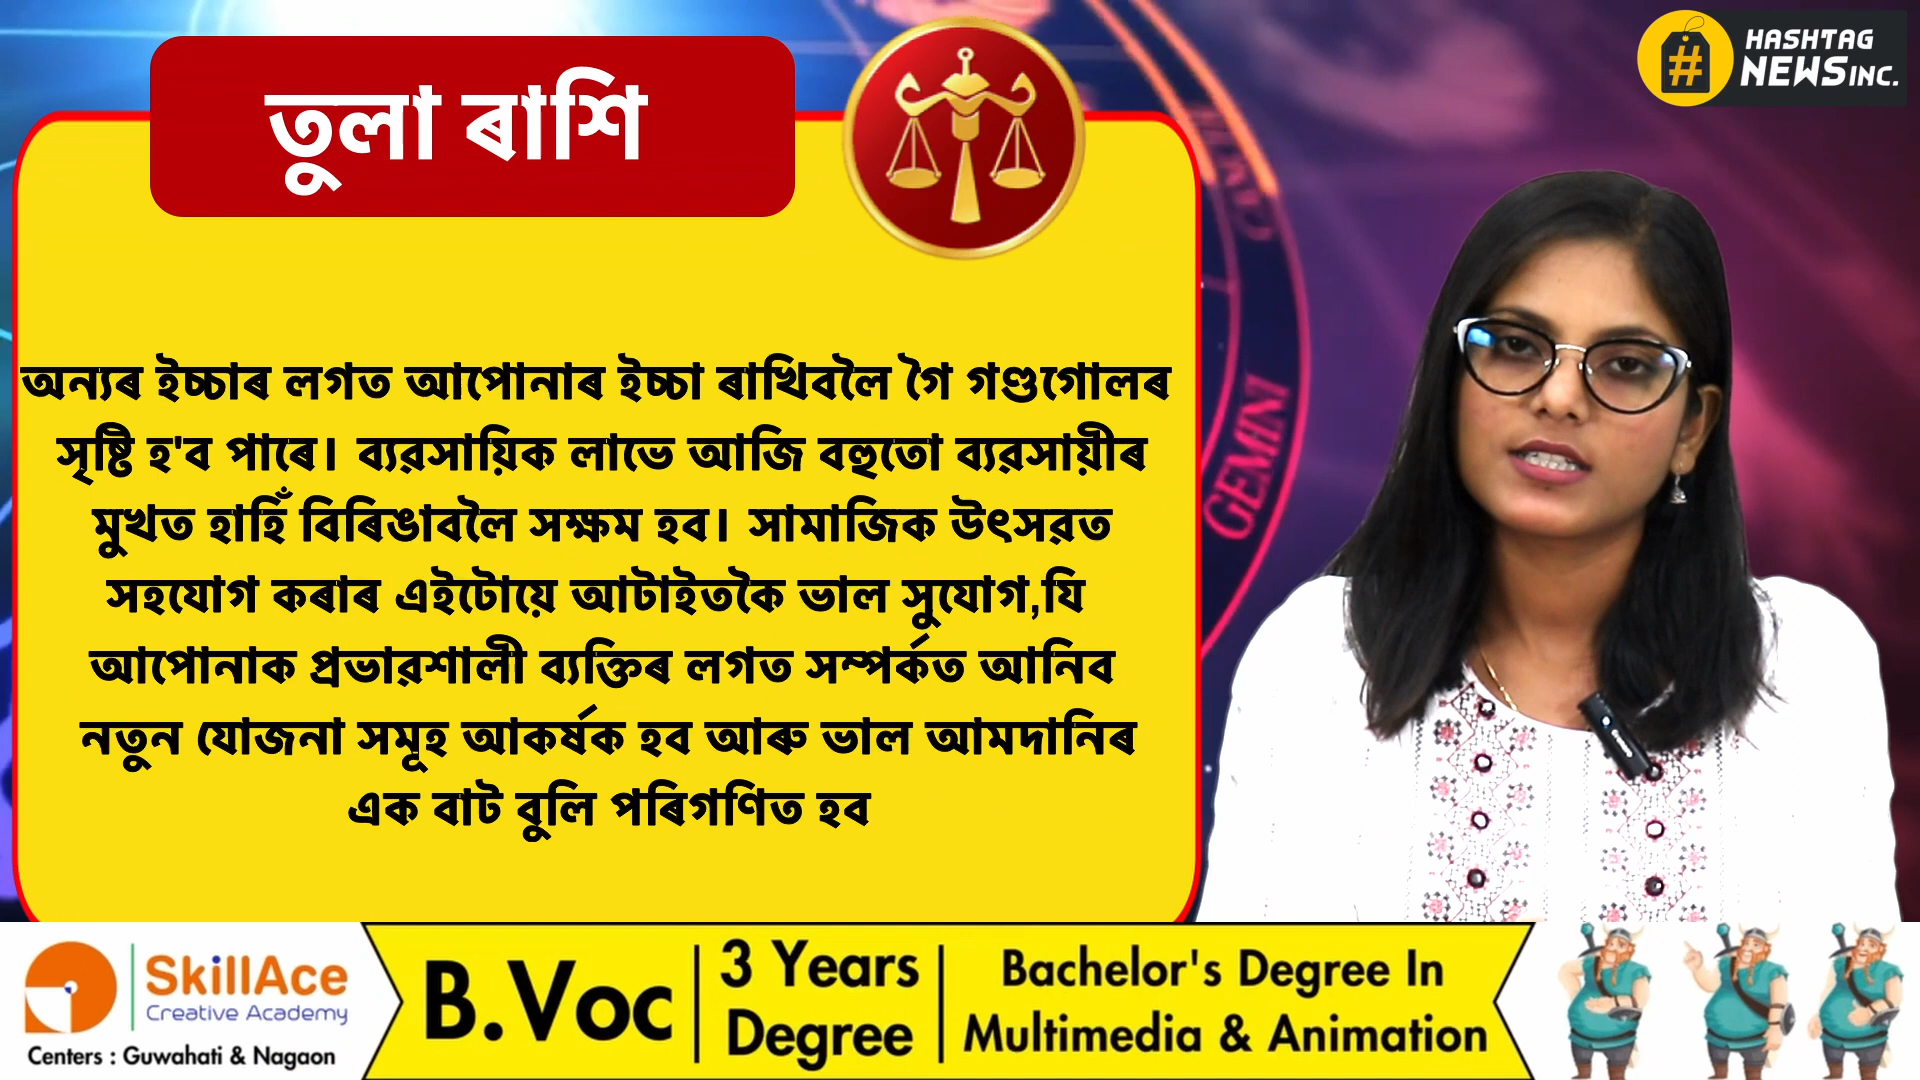 তুলা ৰাশি
HASHTAG
NEWS INC.
অন্যৰ ইচ্চাৰ লগত আপোনাৰ ইচ্চা ৰাখিবলৈ গৈ গণ্ডগোলৰ
সৃষ্টি হ'ব পাৰে। ব্যৱসায়িক লাভে আজি বহুতো ব্যৱসায়ীৰ
মুখত হাহিঁ বিৰিঙাবলৈ সক্ষম হব। সামাজিক উৎসৱত
সহযোগ কৰাৰ এইটোয়ে আটাইতকৈ ভাল সুযোগ,যি
আপোনাক প্ৰভাৱশালী ব্যক্তিৰ লগত সম্পৰ্কত আনিব
নতুন যোজনা সমূহ আকৰ্ষক হব আৰু ভাল আমদানিৰ
এক বাট বুলি পৰিগণিত হব
GEMINI
SkillAce
Creative Academy
Centers : Guwahati & Nagaon
B.Voc
3 Years
Degree
Bachelor's Degree In
Multimedia & Animation